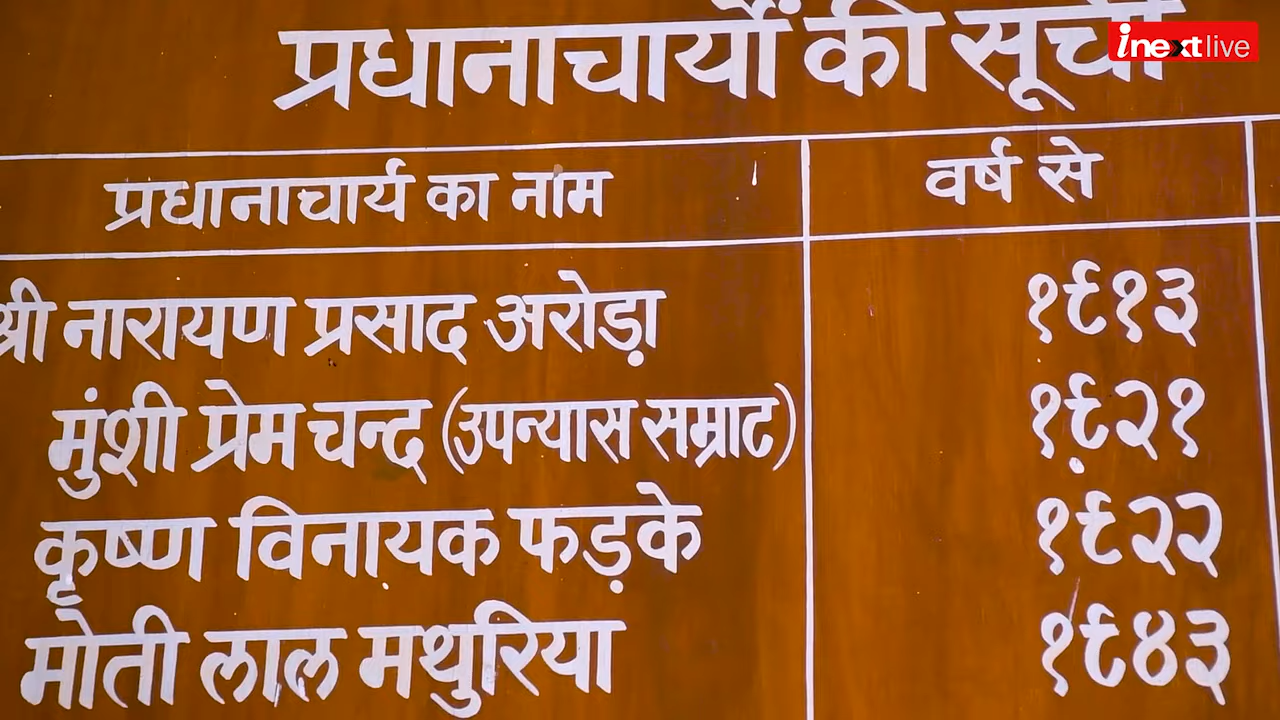 प्रधानाचार्यों की सूची
inextlive
प्रधानाचार्य का नाम वर्ष से
श्री नारायण प्रसाद अरोड़ा १९१३
मुंशी प्रेम चन्द (उपन्यास सम्राट) १९२१
कृष्ण विनायक फड़के १९२२
मोती लाल मथुरिया १९४३